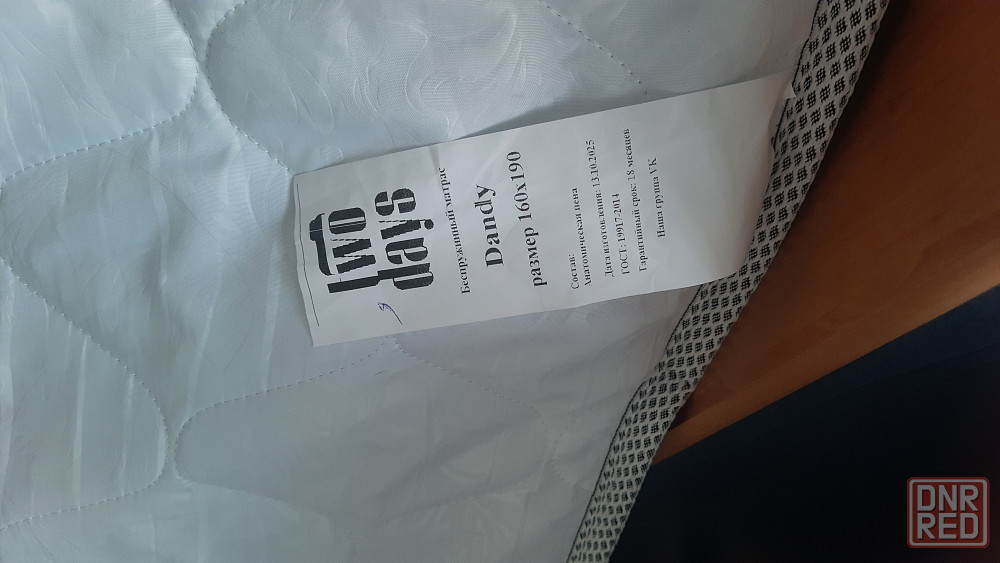 two
days
Беспружинный матрас
Dandy
размер 160х190
Состав:
Анатомическая пена
Дата изготовления: 13.10.2025
ГОСТ: 19917-2014
Гарантийный срок: 18 месяцев
Наша группа VK
DNR
RED